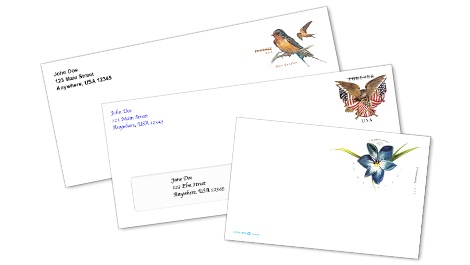 John Doe
123 Main Street
Anywhere, USA 12345
John Doe
123 Main Street
Anywhere, USA 12345
USA
Jane Doe
123 Elm Street
Anywhere, USA 12345